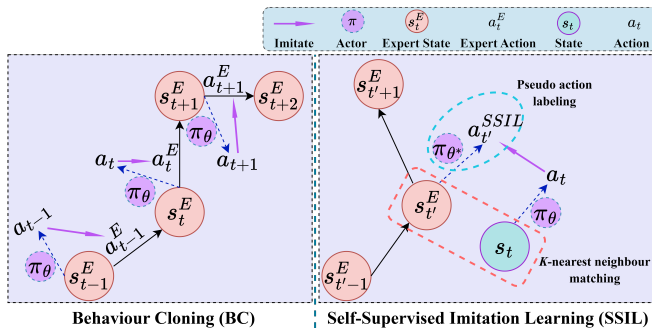 π s_t^E a_t^E s_t a_t
Imitate Actor Expert State Expert Action State Action
s_{t+1}^E a_{t+1}^E s_{t+2}^E
π_θ
a_{t+1}
a_t a_t^E
π_θ
s_t^E
a_{t-1} a_{t-1}^E
π_θ
s_{t-1}^E
Behaviour Cloning (BC)
s_{t'+1}^E
Pseudo action
labeling
a_{t'}^{SSIL}
π_{θ*}
a_t
s_{t'}^E
π_θ
s_t
K-nearest neighbour
matching
s_{t'-1}^E
Self-Supervised Imitation Learning (SSIL)